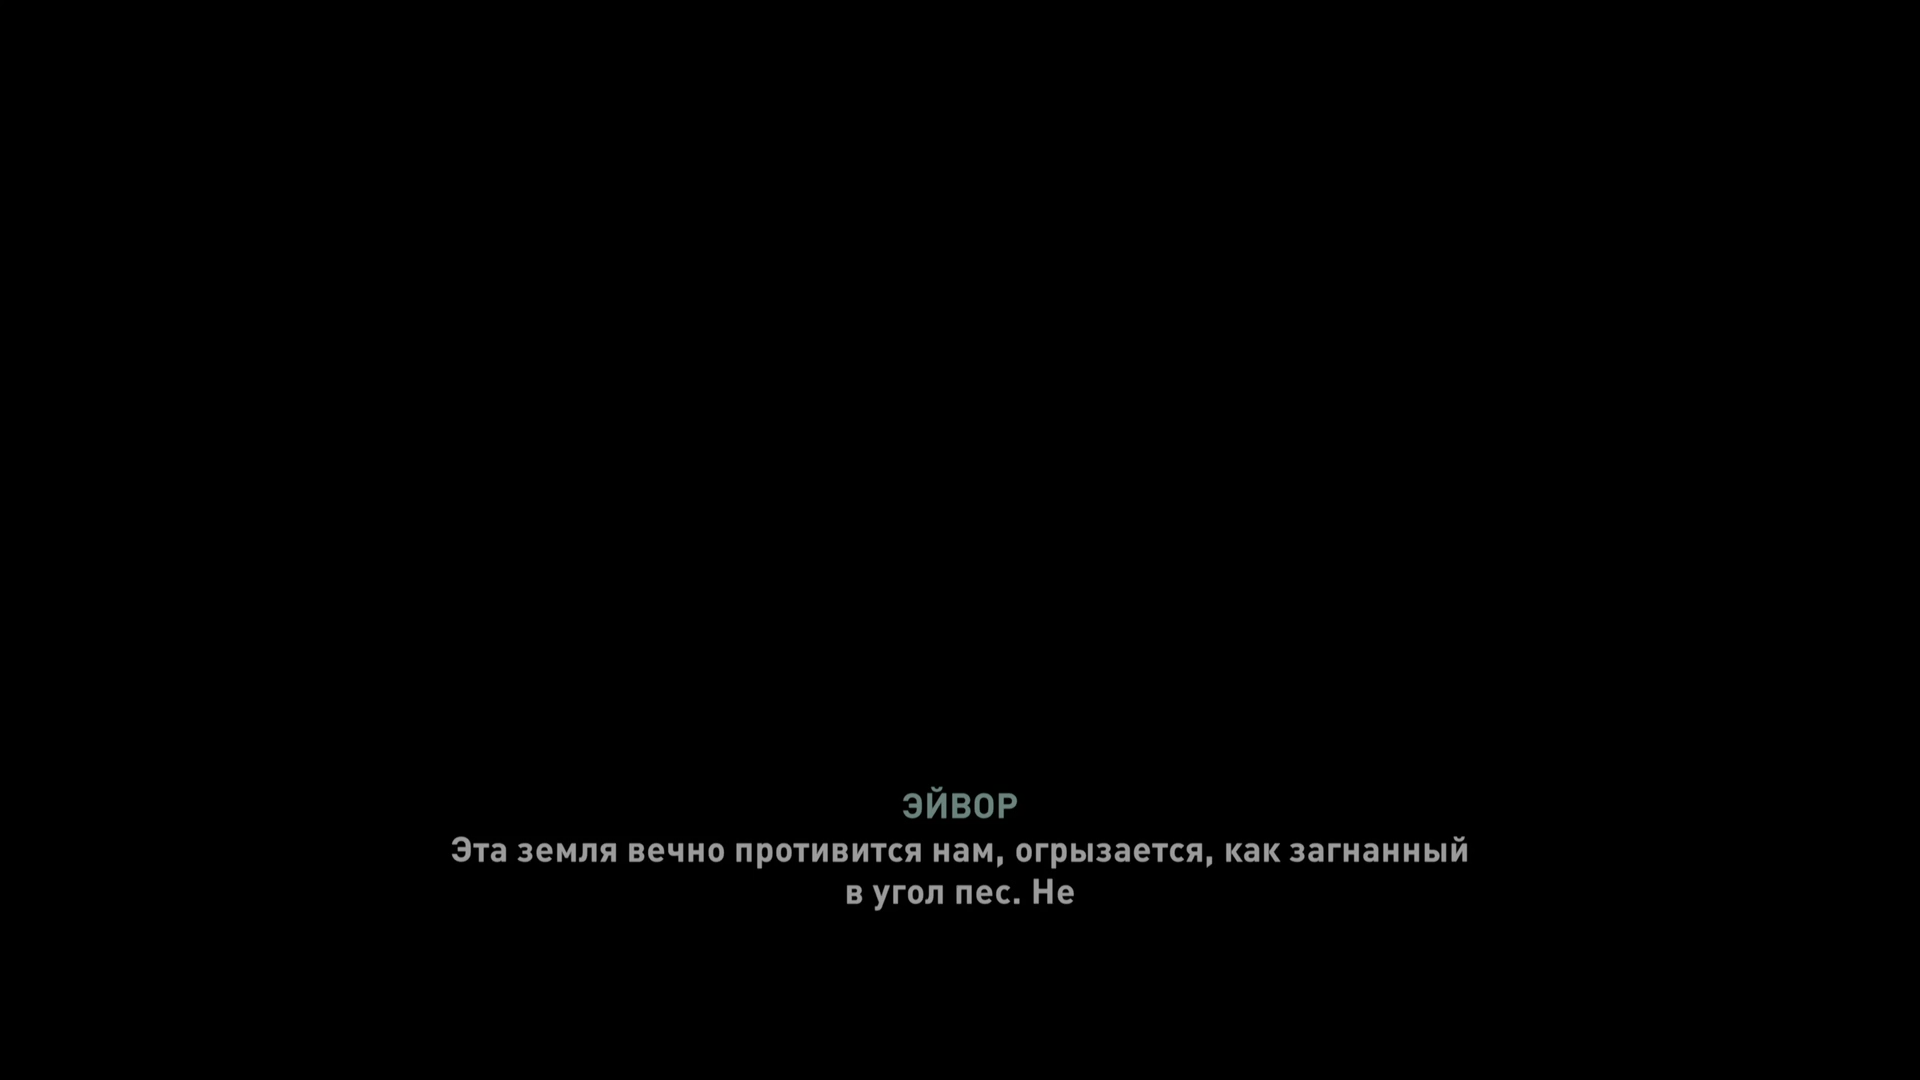 ЭЙВОР
Эта земля вечно противится нам, огрызается, как загнанный
в угол пес. Не